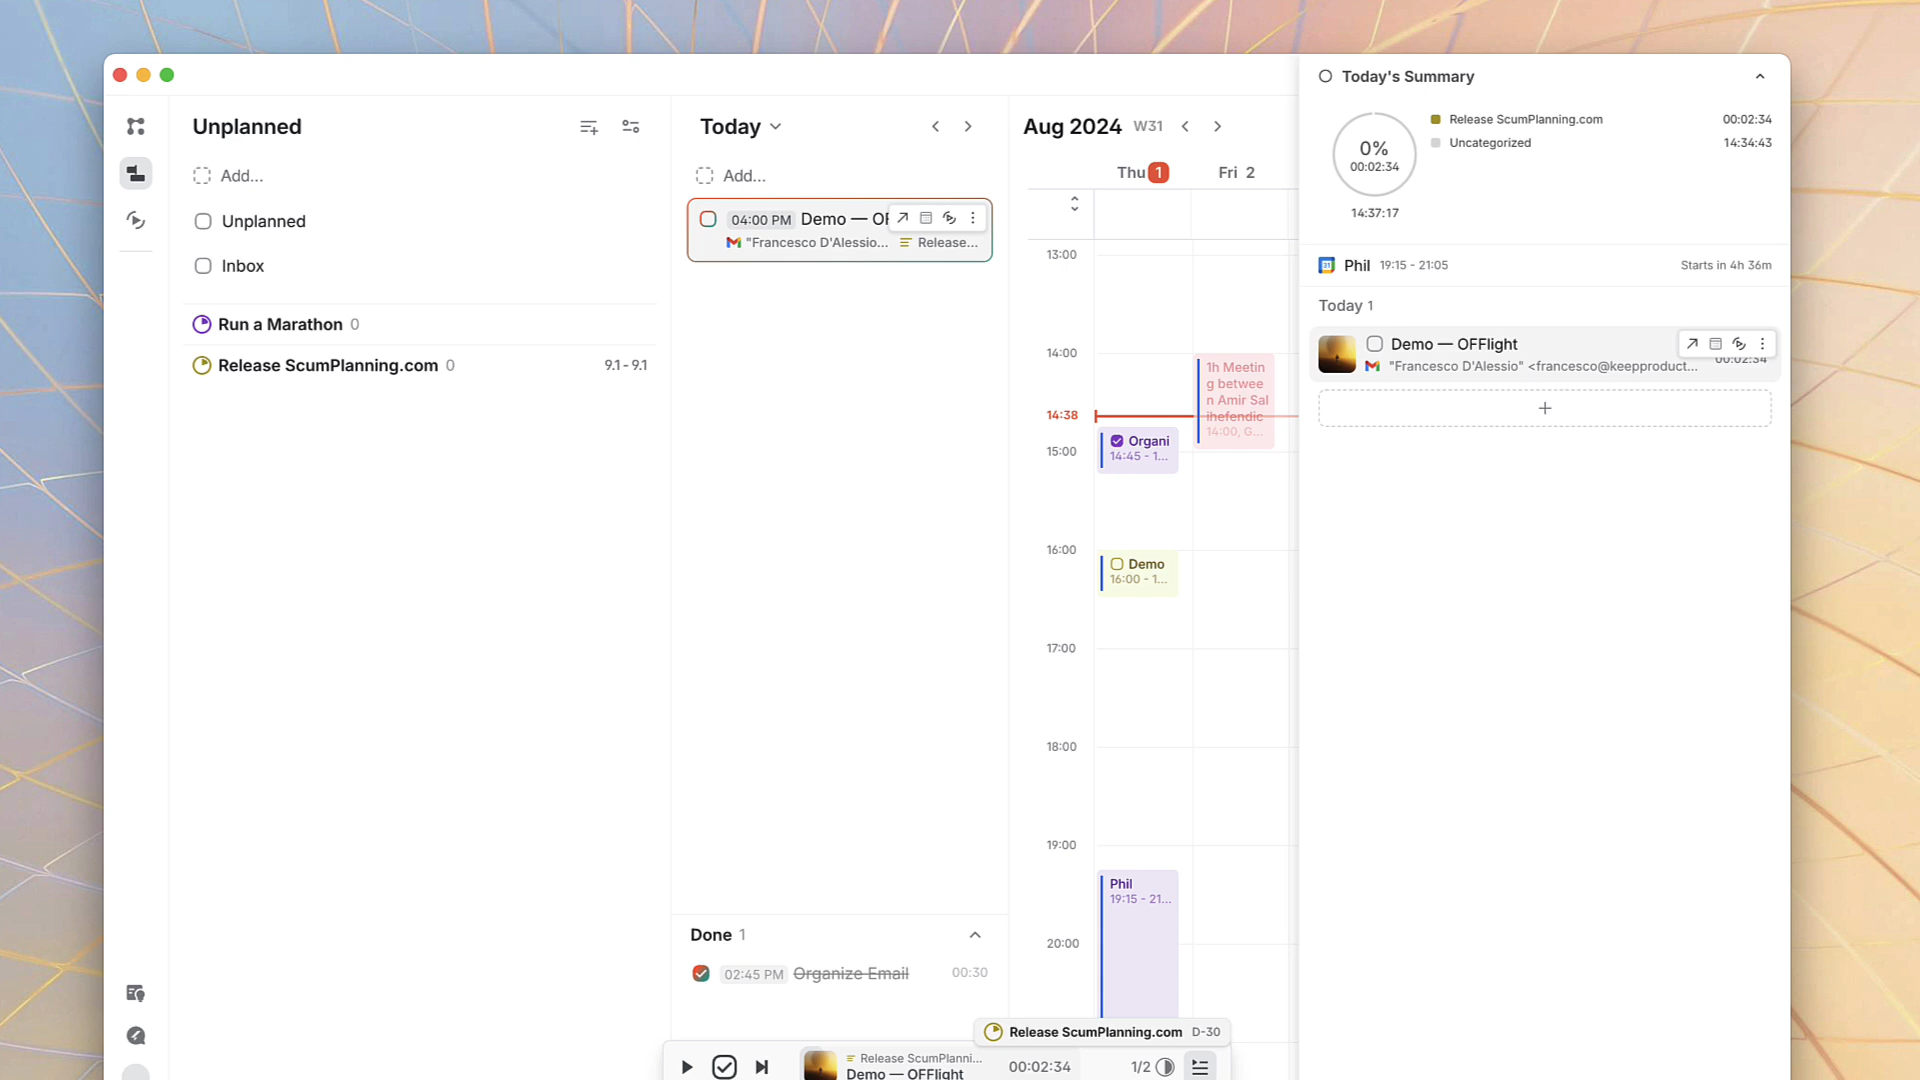 Unplanned
Add...
Unplanned
Inbox
Run a Marathon 0
Release ScumPlanning.com 0 9.1 - 9.1
Today
Add...
04:00 PM Demo — OF
"Francesco D'Alessio... Release...
Done 1
02:45 PM Organize Email 00:30
Aug 2024 W31
Thu 1 Fri 2
13:00
14:00
14:38
15:00
16:00
17:00
18:00
19:00
20:00
1h Meetin
g betwee
n Amir Sal
ihefendic
14:00, G...
Organi
14:45 - 1...
Demo
16:00 - 1...
Phil
19:15 - 21...
Today's Summary
0%
00:02:34
14:37:17
Release ScumPlanning.com 00:02:34
Uncategorized 14:34:43
31
Phil 19:15 - 21:05 Starts in 4h 36m
Today 1
Demo — OFFlight
"Francesco D'Alessio" <francesco@keepproduct... 00:02:34
Release ScumPlanning.com D-30
Release ScumPlanni...
Demo — OFFlight
00:02:34
1/2